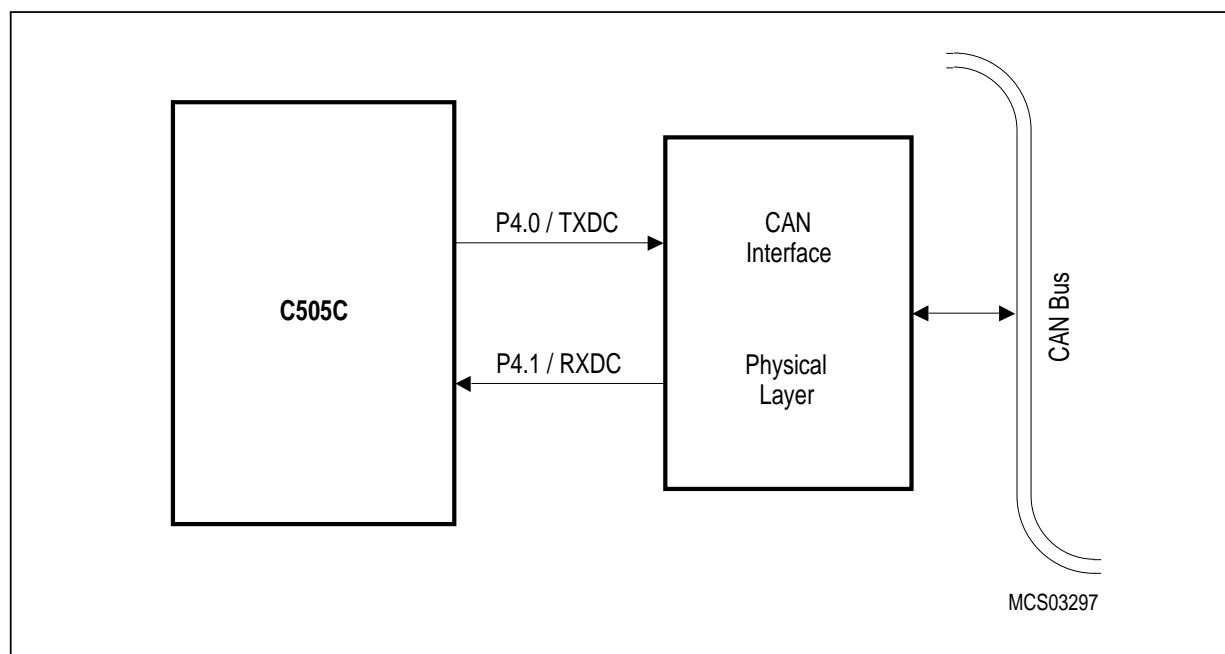 P4.0 / TXDC
CAN
Interface
C505C
CAN Bus
P4.1 / RXDC
Physical
Layer
MCS03297